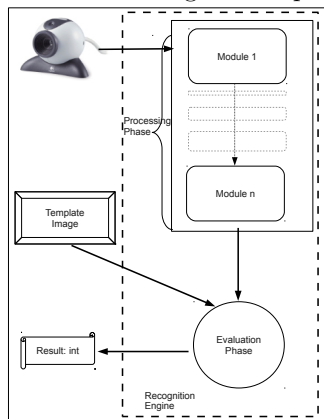 Module 1
Processing
Phase
Module n
Template
Image
Evaluation
Phase
Result: int
Recognition
Engine